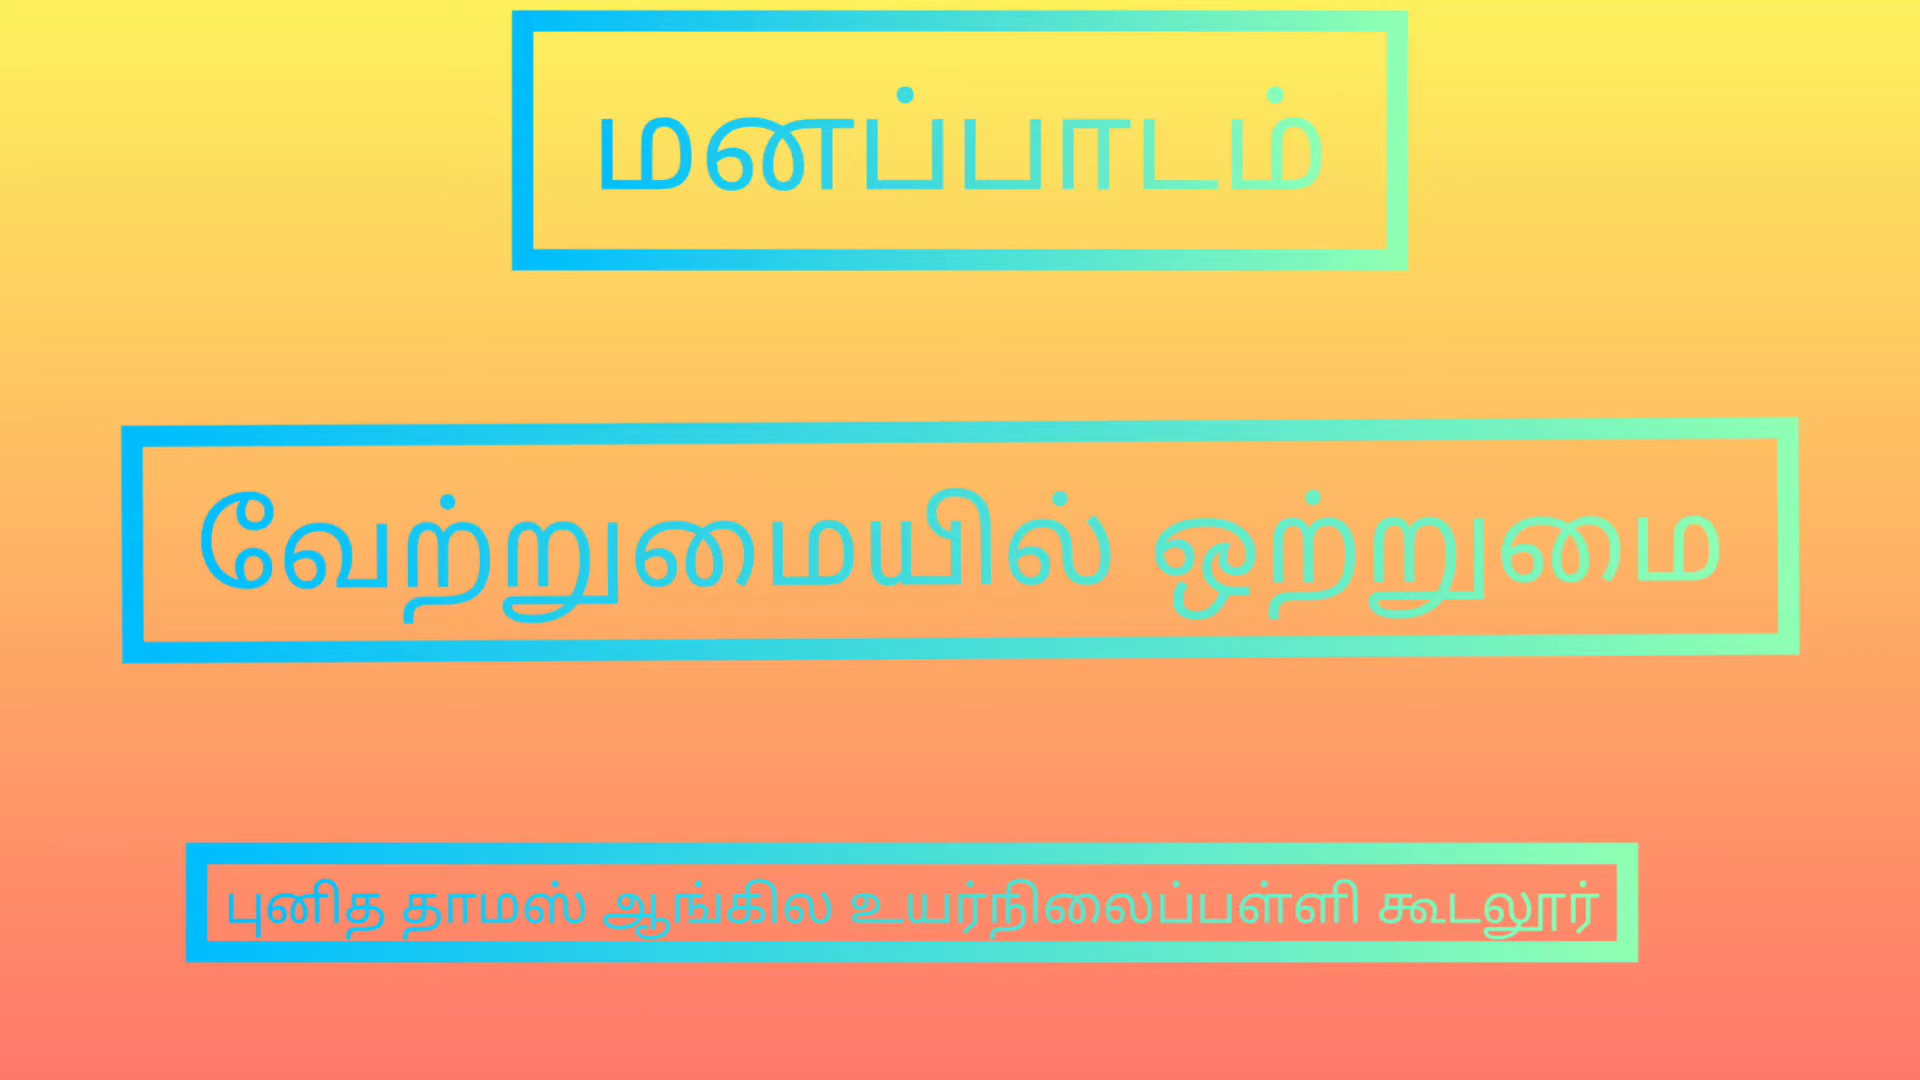 மனப்பாடம்
வேற்றுமையில் ஒற்றுமை
புனித தாமஸ் ஆங்கில உயர்நிலைப்பள்ளி கூடலூர்